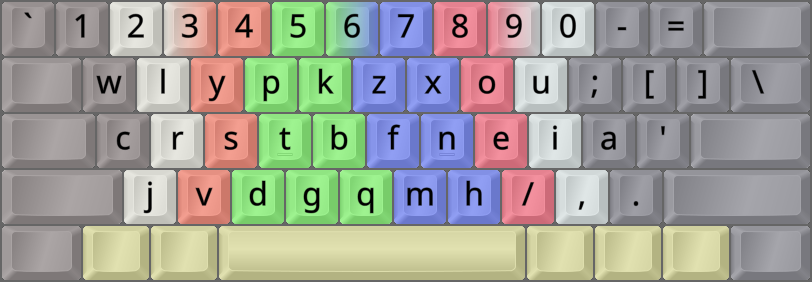 ` 1 2 3 4 5 6 7 8 9 0 - =
w l y p k z x o u ; [ ] \
c r s t b f n e i a '
j v d g q m h / , .